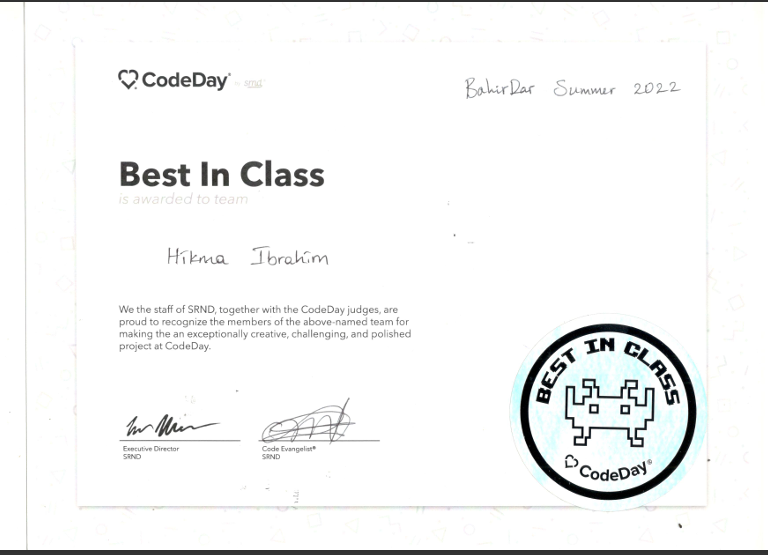 CodeDay® by srnd
BahirDar Summer 2022
Best In Class
is awarded to team
Hikma Ibrahim
We the staff of SRND, together with the CodeDay judges, are
proud to recognize the members of the above-named team for
making the an exceptionally creative, challenging, and polished
project at CodeDay.
Executive Director
SRND
Code Evangelist®
SRND
BEST IN CLASS
CodeDay®